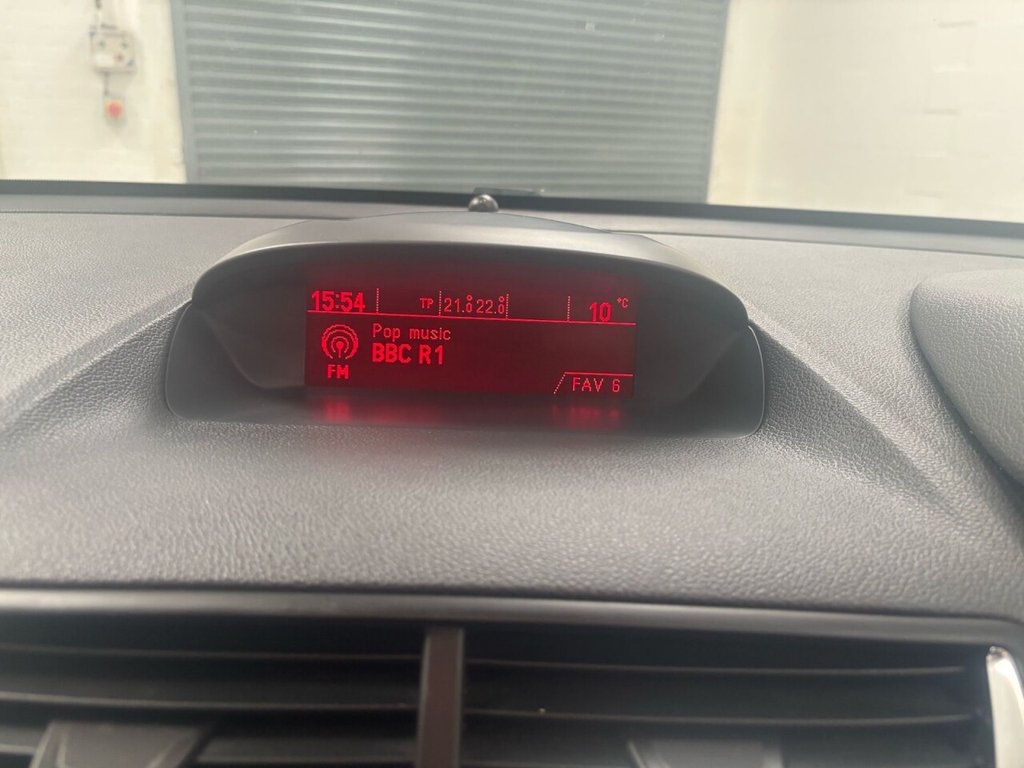 15:54 TP 21.0° 22.0° 10 °C
Pop music
BBC R1
FM
FAV 6